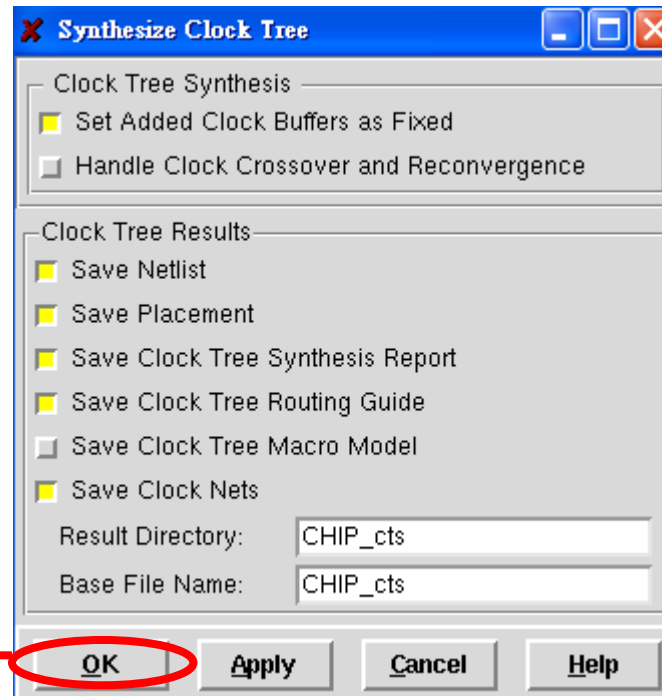 Synthesize Clock Tree
Clock Tree Synthesis
Set Added Clock Buffers as Fixed
Handle Clock Crossover and Reconvergence
Clock Tree Results
Save Netlist
Save Placement
Save Clock Tree Synthesis Report
Save Clock Tree Routing Guide
Save Clock Tree Macro Model
Save Clock Nets
Result Directory: CHIP_cts
Base File Name: CHIP_cts
OK Apply Cancel Help